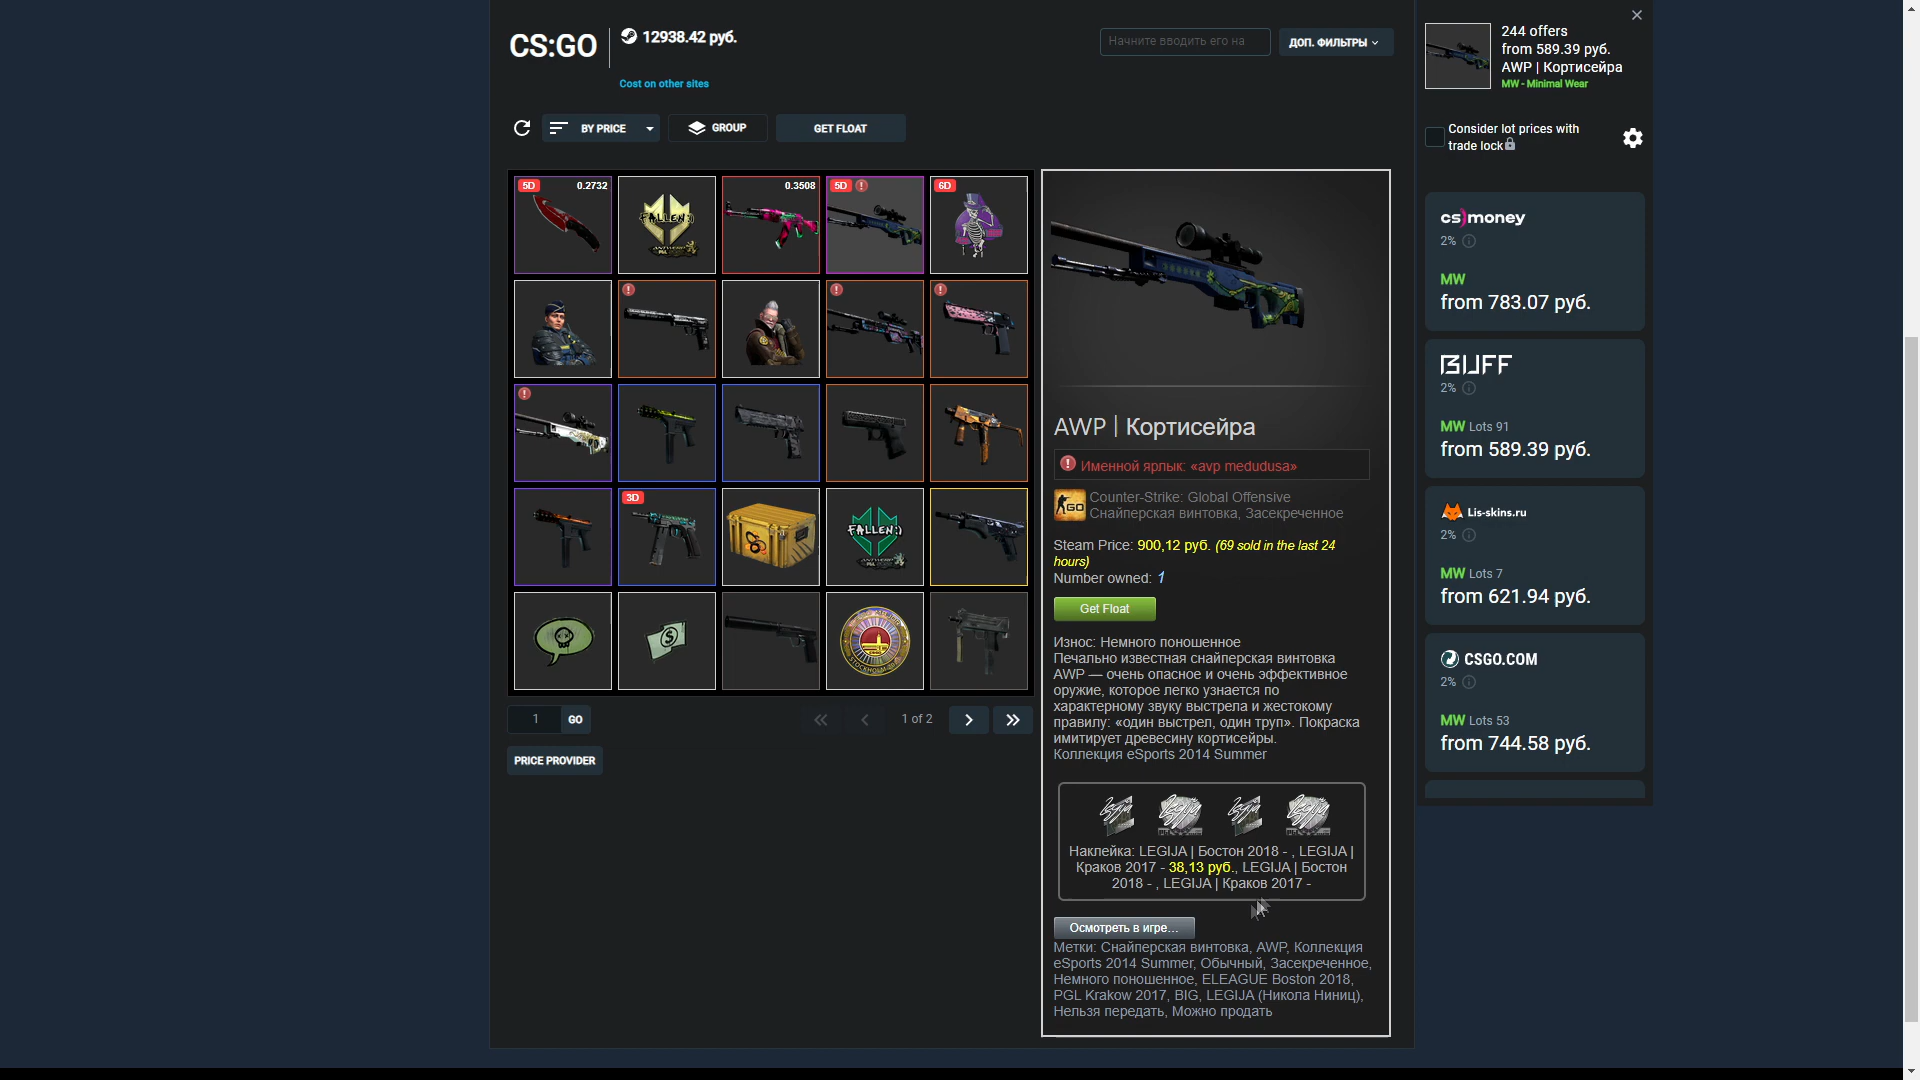 CS:GO
12938.42 руб.
Cost on other sites
Начните вводить его на
ДОП. ФИЛЬТРЫ
BY PRICE
GROUP
GET FLOAT
5D 0.2732
FALLEN:)
ANTWERP
0.3508
5D
6D
3D
FALLEN:)
ANTWERP
STOCKHOLM
1
GO
1 of 2
PRICE PROVIDER
AWP | Кортисейра
Именной ярлык: «avp medudusa»
Counter-Strike: Global Offensive
Снайперская винтовка, Засекреченное
Steam Price: 900,12 руб. (69 sold in the last 24
hours)
Number owned: 1
Get Float
Износ: Немного поношенное
Печально известная снайперская винтовка
AWP — очень опасное и очень эффективное
оружие, которое легко узнается по
характерному звуку выстрела и жестокому
правилу: «один выстрел, один труп». Покраска
имитирует древесину кортисейры.
Коллекция eSports 2014 Summer
Наклейка: LEGIJA | Бостон 2018 - , LEGIJA |
Краков 2017 - 38,13 руб., LEGIJA | Бостон
2018 - , LEGIJA | Краков 2017 -
Осмотреть в игре...
Метки: Снайперская винтовка, AWP, Коллекция
eSports 2014 Summer, Обычный, Засекреченное,
Немного поношенное, ELEAGUE Boston 2018,
PGL Krakow 2017, BIG, LEGIJA (Никола Ниниц),
Нельзя передать, Можно продать
244 offers
from 589.39 руб.
AWP | Кортисейра
MW - Minimal Wear
Consider lot prices with
trade lock
cs)money
2%
MW
from 783.07 руб.
BUFF
2%
MW Lots 91
from 589.39 руб.
Lis-skins.ru
2%
MW Lots 7
from 621.94 руб.
CSGO.COM
2%
MW Lots 53
from 744.58 руб.